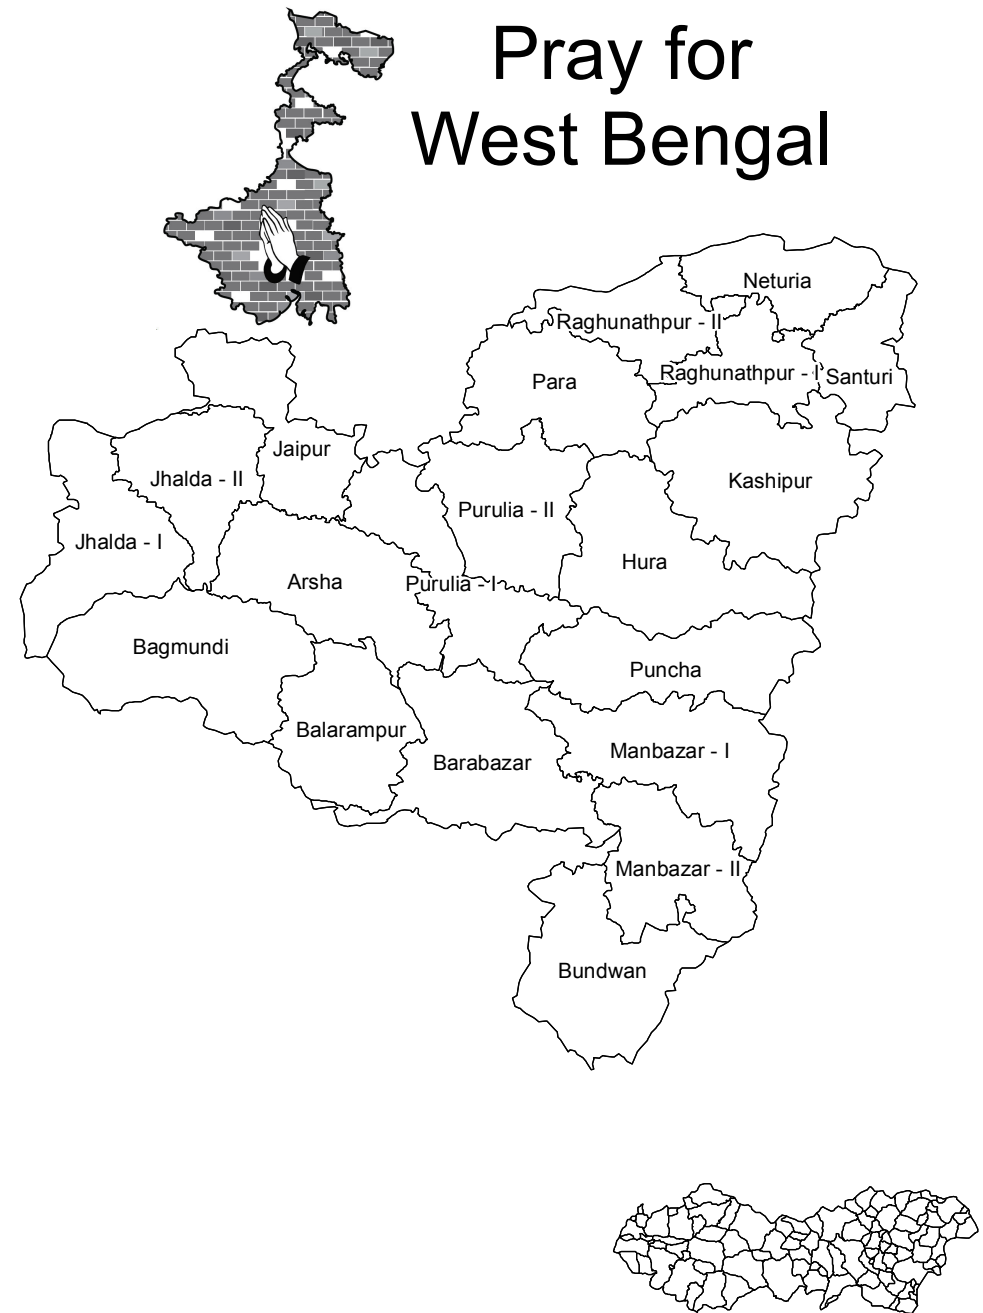 Pray for
West Bengal
Neturia
Raghunathpur - II
Raghunathpur - I
Santuri
Para
Jaipur
Jhalda - II
Kashipur
Purulia - II
Jhalda - I
Hura
Arsha
Purulia - I
Bagmundi
Puncha
Balarampur
Manbazar - I
Barabazar
Manbazar - II
Bundwan